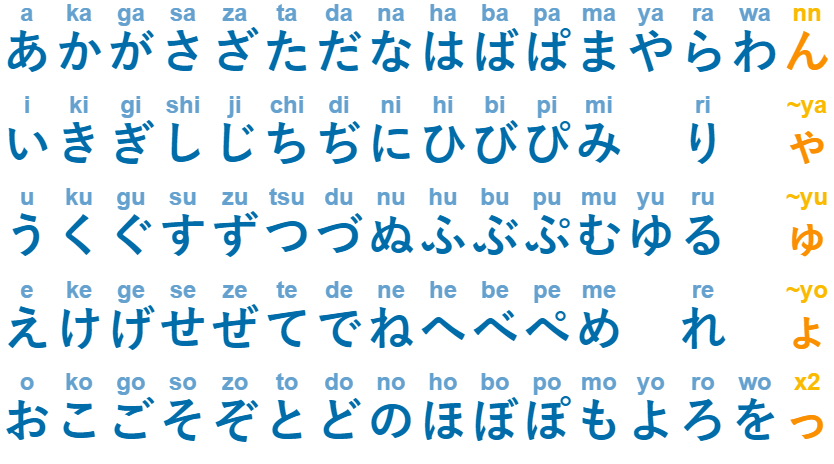 a ka ga sa za ta da na ha ba pa ma ya ra wa nn
あ か が さ ざ た だ な は ば ぱ ま や ら わ ん
i ki gi shi ji chi di ni hi bi pi mi ri ~ya
い き ぎ し じ ち ぢ に ひ び ぴ み り ゃ
u ku gu su zu tsu du nu hu bu pu mu yu ru ~yu
う く ぐ す ず つ づ ぬ ふ ぶ ぷ む ゆ る ゅ
e ke ge se ze te de ne he be pe me re ~yo
え け げ せ ぜ て で ね へ べ ぺ め れ ょ
o ko go so zo to do no ho bo po mo yo ro wo x2
お こ ご そ ぞ と ど の ほ ぼ ぽ も よ ろ を っ